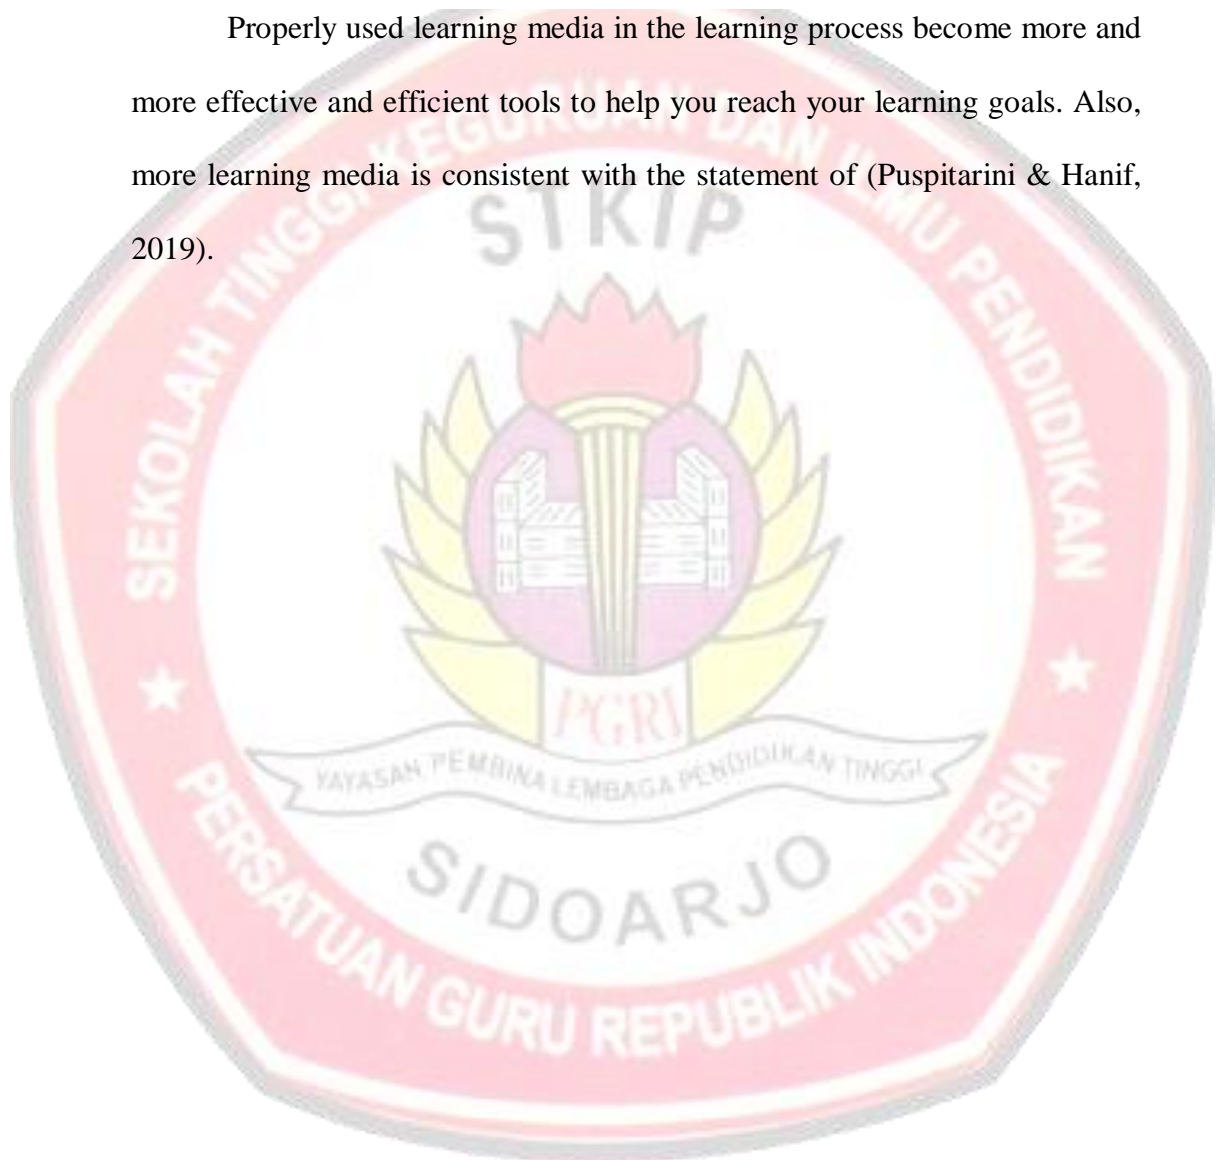 Properly used learning media in the learning process become more and
more effective and efficient tools to help you reach your learning goals. Also,
more learning media is consistent with the statement of (Puspitarini & Hanif,
2019).
SEKOLAH TINGGI KEGURUAN DAN ILMU PENDIDIKAN
STKIP
PGRI
YAYASAN PEMBINA LEMBAGA PENDIDIKAN TINGGI
SIDOARJO
PERSATUAN GURU REPUBLIK INDONESIA